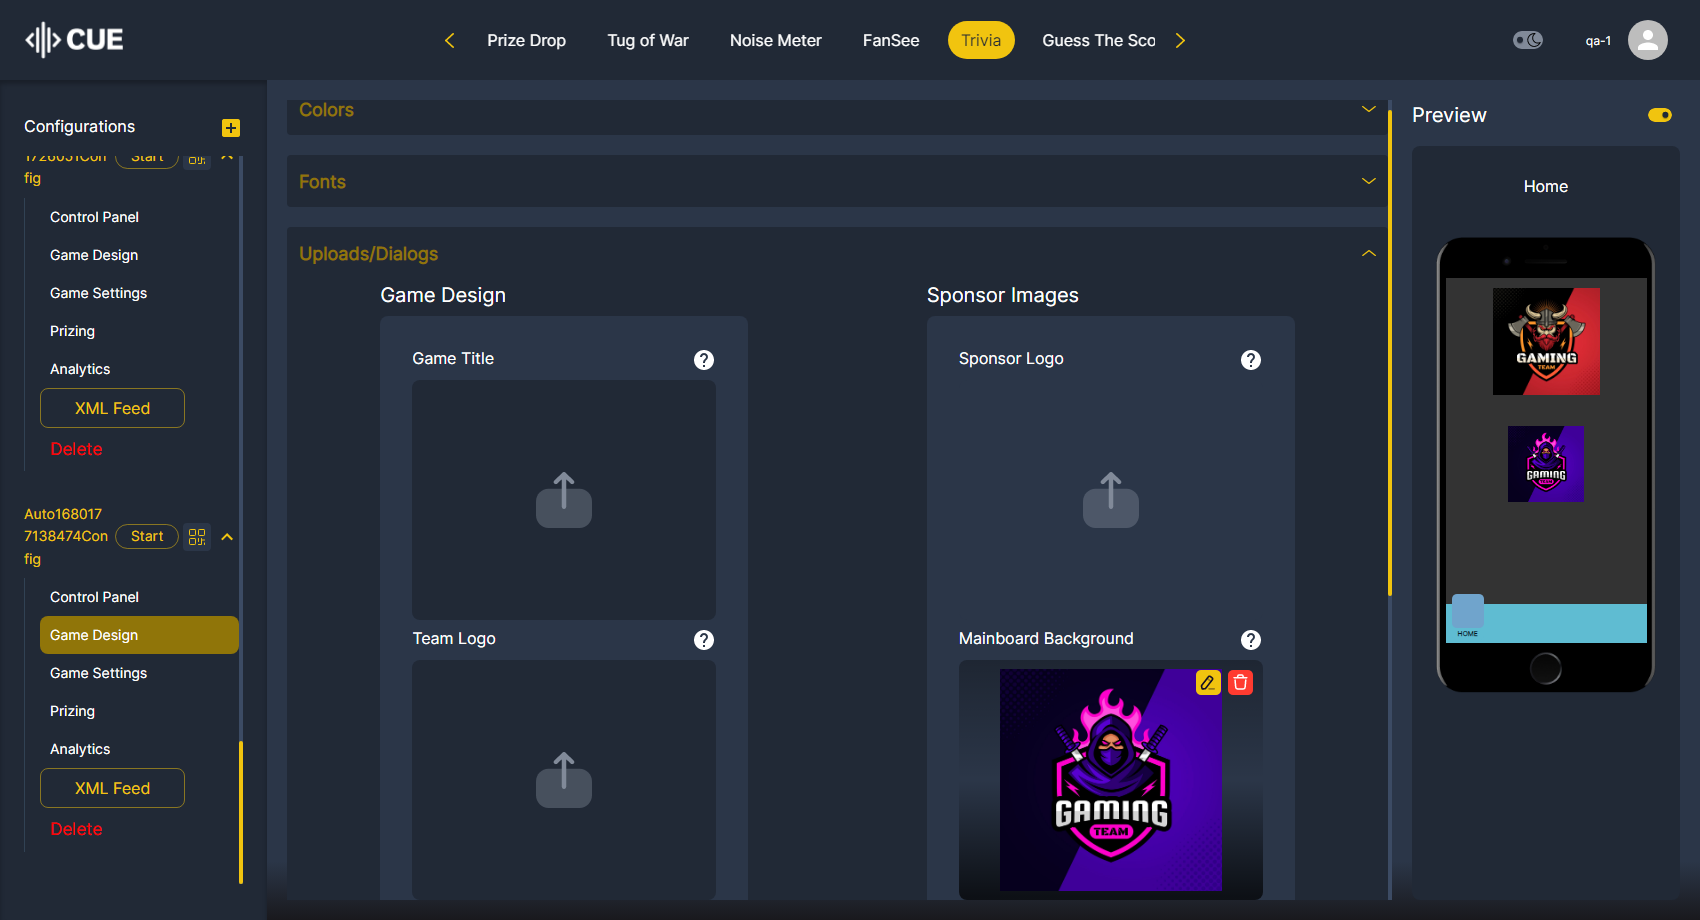 CUE
Prize Drop
Tug of War
Noise Meter
FanSee
Trivia
Guess The Sco
qa-1
Configurations
1726051Con
fig
Start
Control Panel
Game Design
Game Settings
Prizing
Analytics
XML Feed
Delete
Auto168017
7138474Con
fig
Start
Control Panel
Game Design
Game Settings
Prizing
Analytics
XML Feed
Delete
Colors
Fonts
Uploads/Dialogs
Game Design
Game Title
?
Team Logo
?
Sponsor Images
Sponsor Logo
?
Mainboard Background
?
GAMING
TEAM
Preview
Home
GAMING
TEAM
GAMING
TEAM
HOME